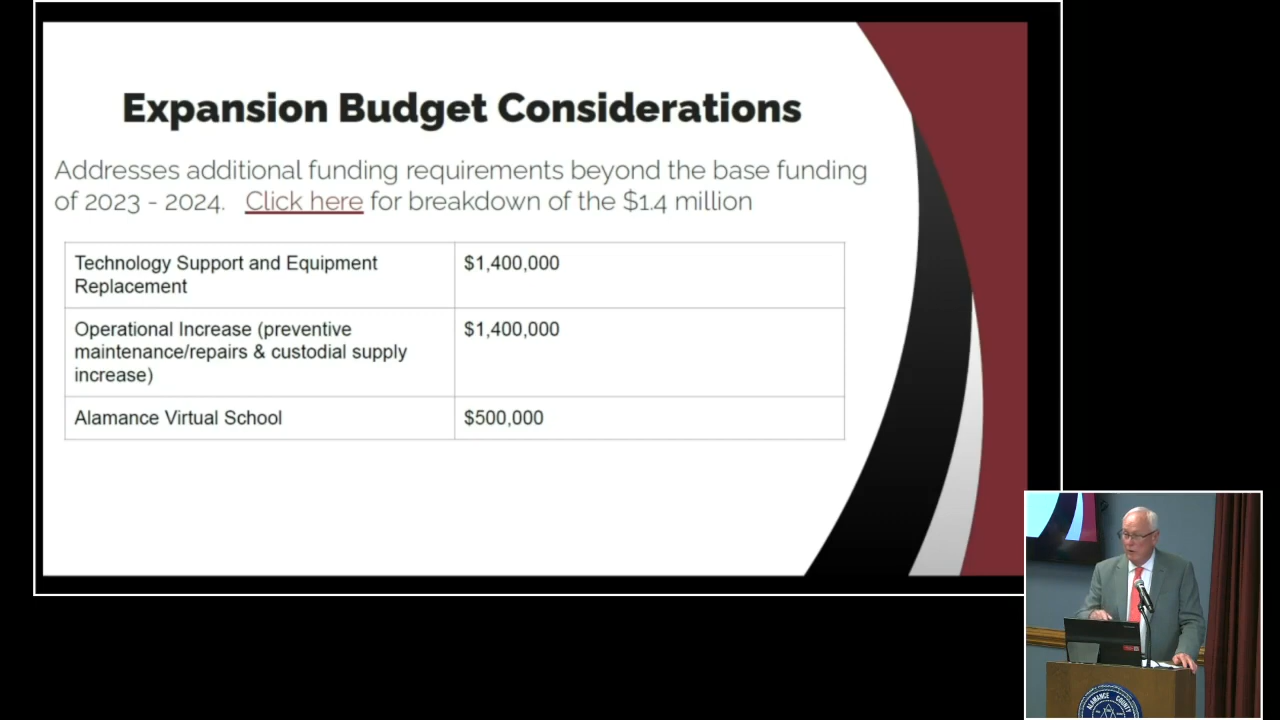 Expansion Budget Considerations
Addresses additional funding requirements beyond the base funding
of 2023 - 2024. Click here for breakdown of the $1.4 million
Technology Support and Equipment
Replacement
$1,400,000
Operational Increase (preventive
maintenance/repairs & custodial supply
increase)
$1,400,000
Alamance Virtual School
$500,000
ALAMANCE COUNTY